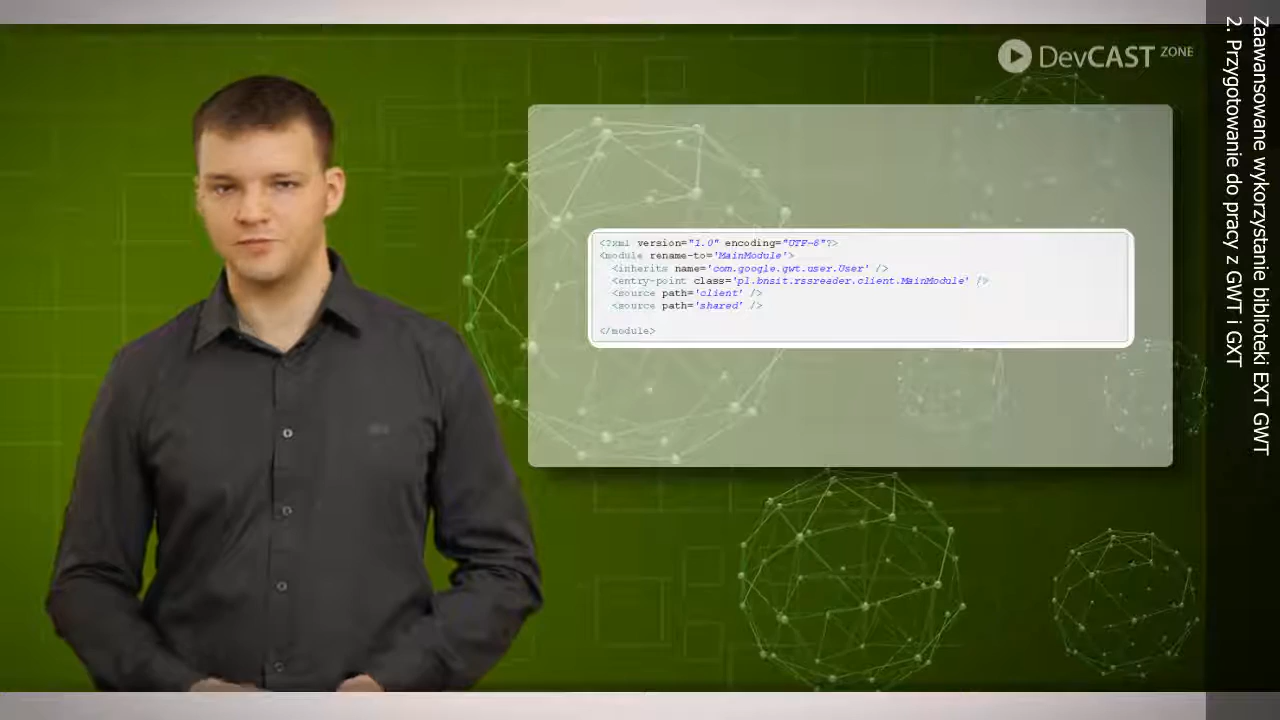 DevCAST ZONE
<?xml version="1.0" encoding="UTF-8"?>
<module rename-to='MainModule'>
<inherits name='com.google.gwt.user.User' />
<entry-point class='pl.bnsit.rssreader.client.MainModule' />
<source path='client' />
<source path='shared' />
</module>
Zaawansowane wykorzystanie biblioteki EXT GWT
2. Przygotowanie do pracy z GWT i GXT